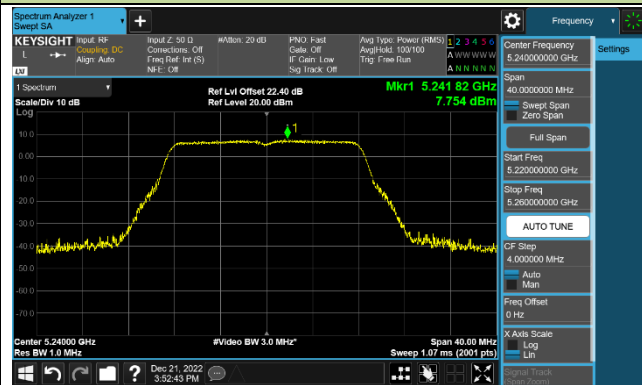 Spectrum Analyzer 1
Swept SA
+
Frequency
KEYSIGHT
L
LXI
Input: RF
Coupling: DC
Align: Auto
Input Z: 50 Ω
Corrections: Off
Freq Ref: Int (S)
NFE: Off
#Atten: 20 dB
PNO: Fast
Gate: Off
IF Gain: Low
Sig Track: Off
Avg Type: Power (RMS)
Avg|Hold: 100/100
Trig: Free Run
1 2 3 4 5 6
A W W W W W
A N N N N N
1 Spectrum
Scale/Div 10 dB
Ref Lvl Offset 22.40 dB
Ref Level 20.00 dBm
Mkr1 5.241 82 GHz
7.754 dBm
Log
10.0
0.00
-10.0
-20.0
-30.0
-40.0
-50.0
-60.0
-70.0
1
Center 5.24000 GHz
Res BW 1.0 MHz
#Video BW 3.0 MHz*
Span 40.00 MHz
Sweep 1.07 ms (2001 pts)
Dec 21, 2022
3:52:43 PM
?
Center Frequency
5.240000000 GHz
Span
40.0000000 MHz
Swept Span
Zero Span
Full Span
Start Freq
5.220000000 GHz
Stop Freq
5.260000000 GHz
AUTO TUNE
CF Step
4.000000 MHz
Auto
Man
Freq Offset
0 Hz
X Axis Scale
Log
Lin
Signal Track
(Span Zoom)
Settings